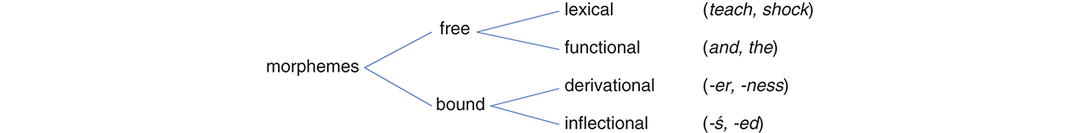 lexical (teach, shock)
free
functional (and, the)
morphemes
derivational (-er, -ness)
bound
inflectional (-ś, -ed)